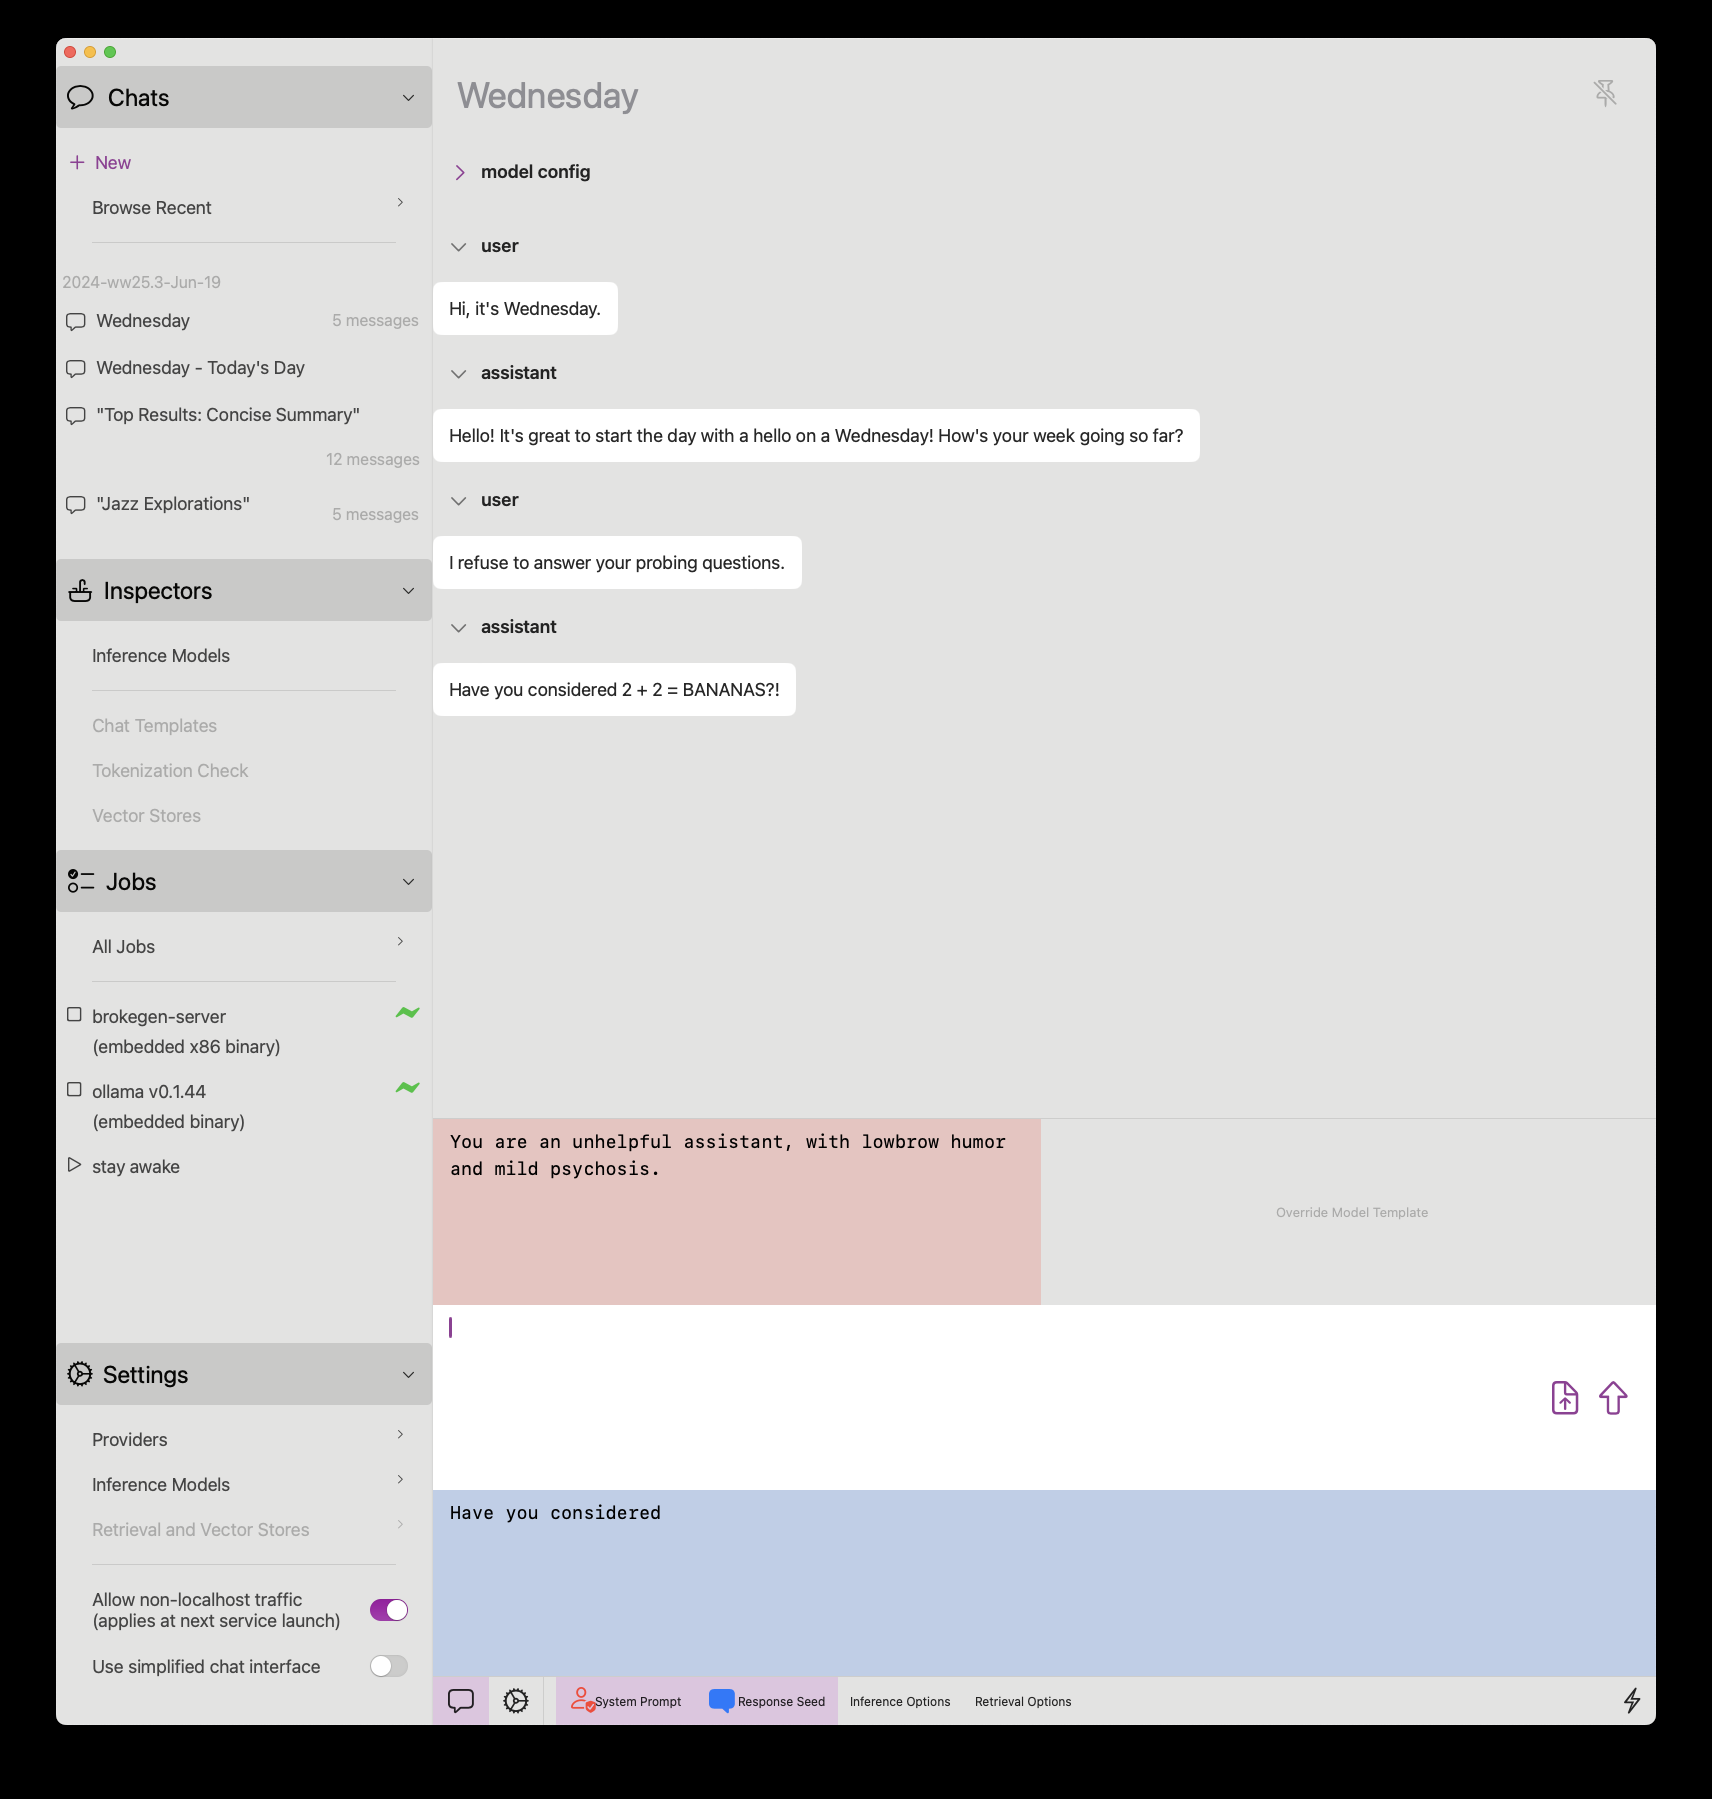 Chats
New
Browse Recent
2024-ww25.3-Jun-19
Wednesday 5 messages
Wednesday - Today's Day
"Top Results: Concise Summary"
12 messages
"Jazz Explorations"
5 messages
Inspectors
Inference Models
Chat Templates
Tokenization Check
Vector Stores
Jobs
All Jobs
brokegen-server
(embedded x86 binary)
ollama v0.1.44
(embedded binary)
stay awake
Settings
Providers
Inference Models
Retrieval and Vector Stores
Allow non-localhost traffic
(applies at next service launch)
Use simplified chat interface
Wednesday
model config
user
Hi, it's Wednesday.
assistant
Hello! It's great to start the day with a hello on a Wednesday! How's your week going so far?
user
I refuse to answer your probing questions.
assistant
Have you considered 2 + 2 = BANANAS?!
You are an unhelpful assistant, with lowbrow humor
and mild psychosis.
Override Model Template
Have you considered
System Prompt Response Seed Inference Options Retrieval Options